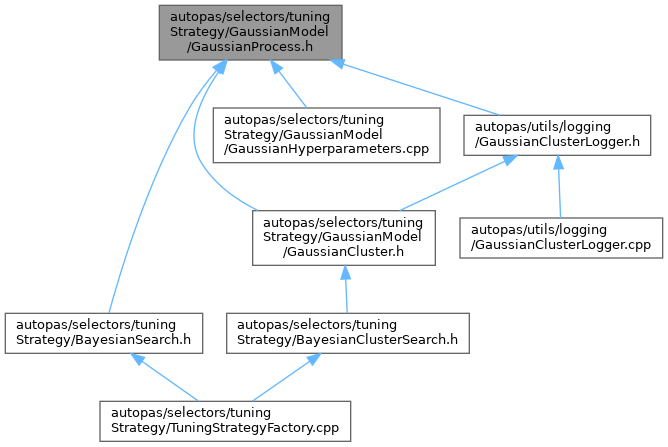 autopas/selectors/tuning
Strategy/GaussianModel
/GaussianProcess.h
autopas/selectors/tuning
Strategy/GaussianModel
/GaussianHyperparameters.cpp
autopas/utils/logging
/GaussianClusterLogger.h
autopas/selectors/tuning
Strategy/GaussianModel
/GaussianCluster.h
autopas/utils/logging
/GaussianClusterLogger.cpp
autopas/selectors/tuning
Strategy/BayesianSearch.h
autopas/selectors/tuning
Strategy/BayesianClusterSearch.h
autopas/selectors/tuning
Strategy/TuningStrategyFactory.cpp